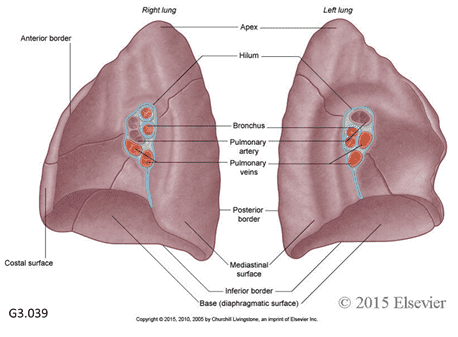 Right lung
Left lung
Apex
Anterior border
Hilum
Bronchus
Pulmonary
artery
Pulmonary
veins
Posterior
border
Costal surface
Mediastinal
surface
Inferior border
Base (diaphragmatic surface)
© 2015 Elsevier
G3.039
Copyright © 2015, 2010, 2005 by Churchill Livingstone, an imprint of Elsevier Inc.